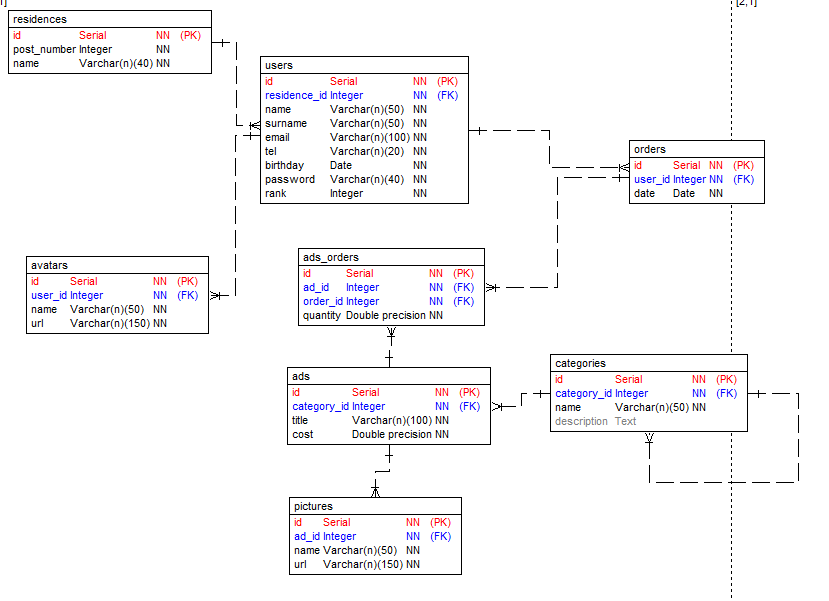 [2,1]
residences
id Serial NN (PK)
post_number Integer NN
name Varchar(n)(40) NN
users
id Serial NN (PK)
residence_id Integer NN (FK)
name Varchar(n)(50) NN
surname Varchar(n)(50) NN
email Varchar(n)(100) NN
tel Varchar(n)(20) NN
birthday Date NN
password Varchar(n)(40) NN
rank Integer NN
orders
id Serial NN (PK)
user_id Integer NN (FK)
date Date NN
avatars
id Serial NN (PK)
user_id Integer NN (FK)
name Varchar(n)(50) NN
url Varchar(n)(150) NN
ads_orders
id Serial NN (PK)
ad_id Integer NN (FK)
order_id Integer NN (FK)
quantity Double precision NN
ads
id Serial NN (PK)
category_id Integer NN (FK)
title Varchar(n)(100) NN
cost Double precision NN
categories
id Serial NN (PK)
category_id Integer NN (FK)
name Varchar(n)(50) NN
description Text
pictures
id Serial NN (PK)
ad_id Integer NN (FK)
name Varchar(n)(50) NN
url Varchar(n)(150) NN